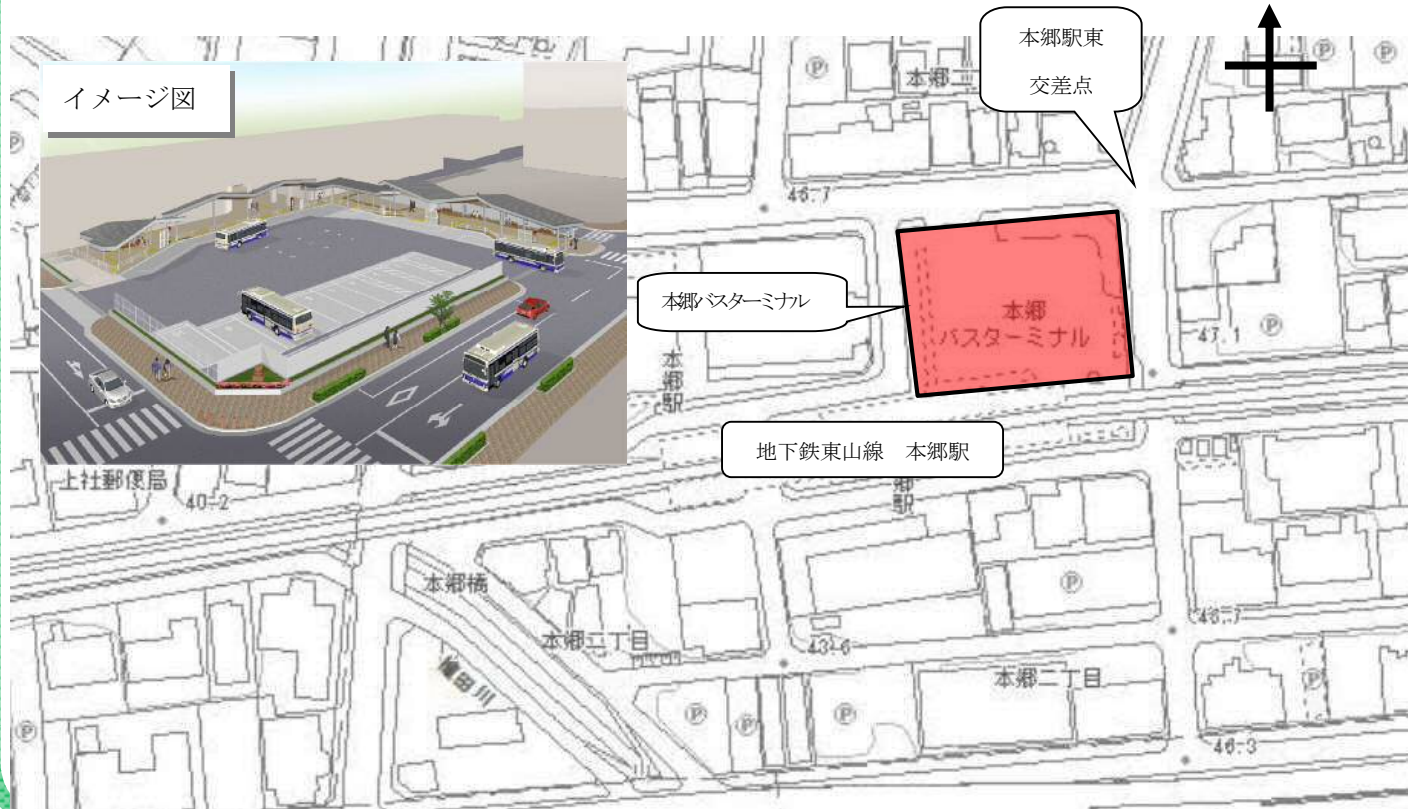 イメージ図
本郷駅東
交差点
Ⓟ
Ⓟ
Ⓟ
Ⓟ
46.7
本郷バスターミナル
本郷
バスターミナル
47.1
Ⓟ
本郷駅
地下鉄東山線　本郷駅
郷駅
上社郵便局
40.2
本郷橋
本郷二丁目
43.6
Ⓟ
46.7
本郷二丁目
Ⓟ
Ⓟ
Ⓟ
Ⓟ
Ⓟ
46.3